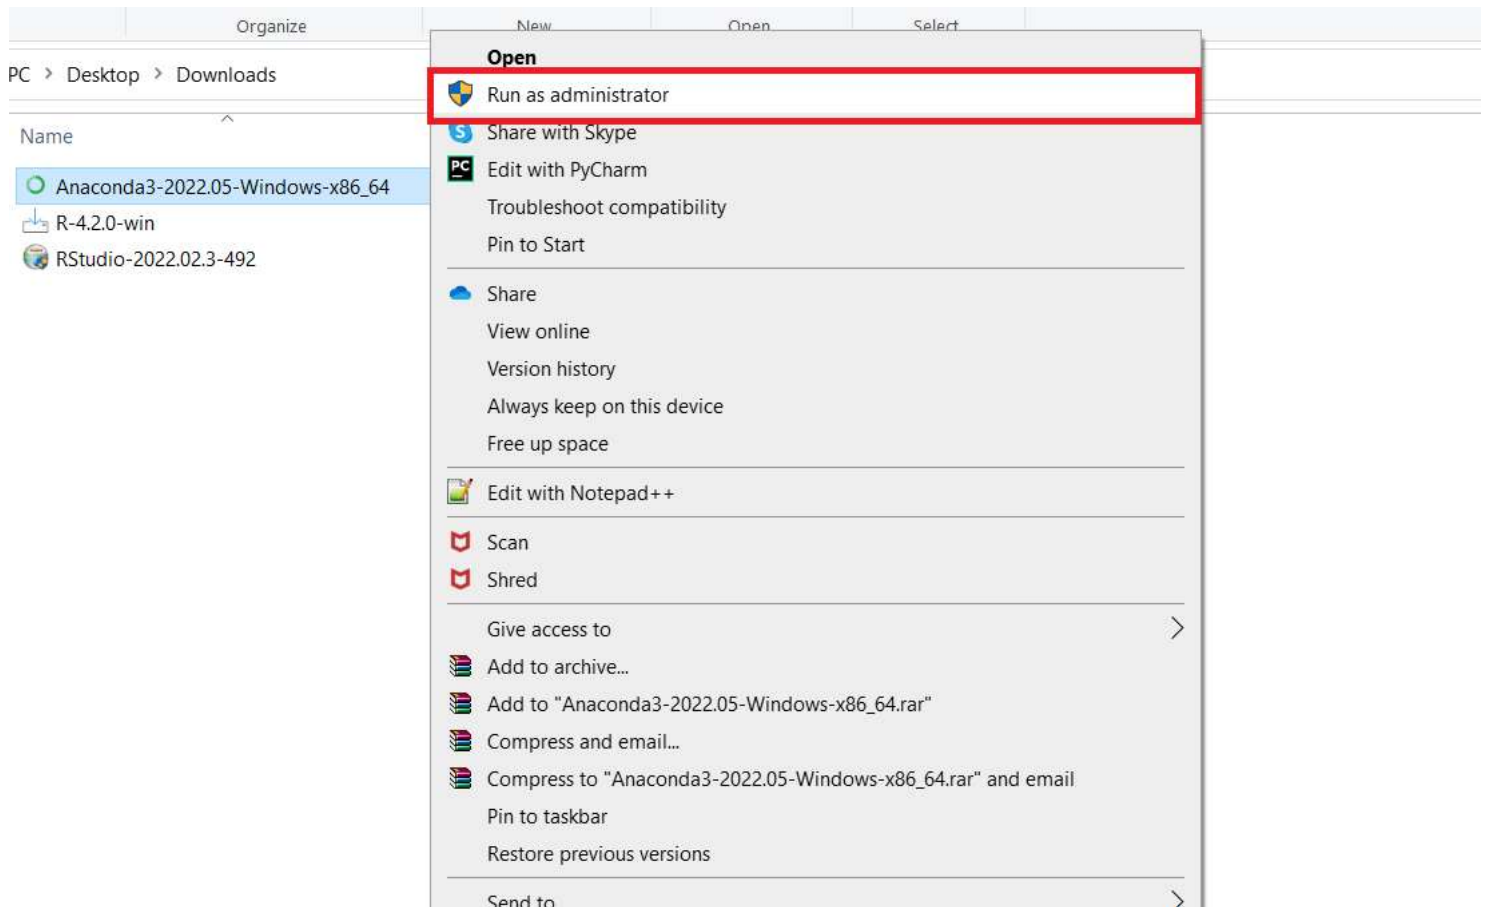 Organize New Open Select
PC > Desktop > Downloads
Name
Anaconda3-2022.05-Windows-x86_64
R-4.2.0-win
RStudio-2022.02.3-492
Open
Run as administrator
Share with Skype
Edit with PyCharm
Troubleshoot compatibility
Pin to Start
Share
View online
Version history
Always keep on this device
Free up space
Edit with Notepad++
Scan
Shred
Give access to
Add to archive...
Add to "Anaconda3-2022.05-Windows-x86_64.rar"
Compress and email...
Compress to "Anaconda3-2022.05-Windows-x86_64.rar" and email
Pin to taskbar
Restore previous versions
Send to